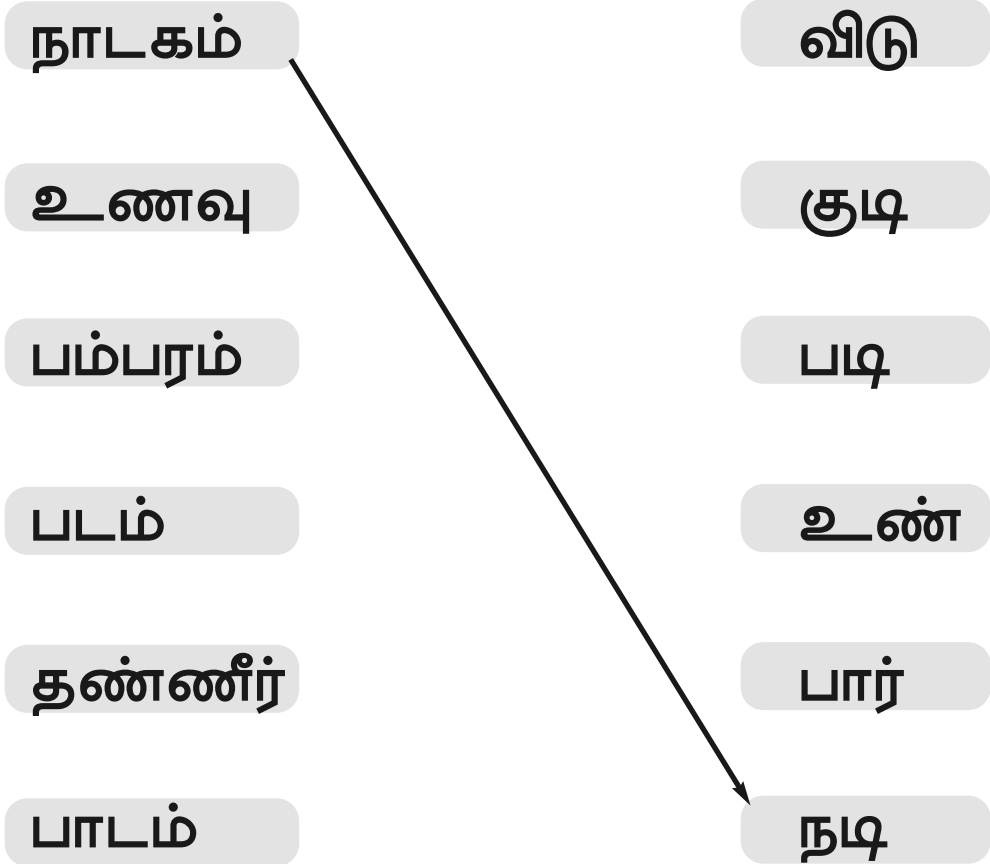 நாடகம் விடு
உணவு குடி
பம்பரம் படி
படம் உண்
தண்ணீர் பார்
பாடம் நடி